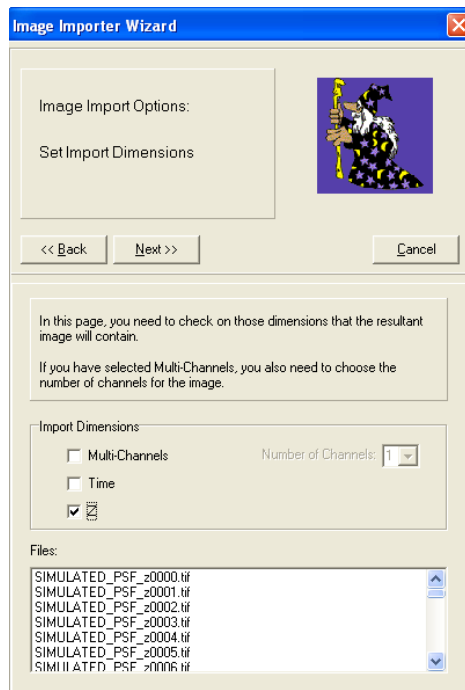 Image Importer Wizard
Image Import Options:
Set Import Dimensions
<< Back
Next >>
Cancel
In this page, you need to check on those dimensions that the resultant
image will contain.
If you have selected Multi-Channels, you also need to choose the
number of channels for the image.
Import Dimensions
Multi-Channels
Number of Channels: 1
Time
Z
Files:
SIMULATED_PSF_z0000.tif
SIMULATED_PSF_z0001.tif
SIMULATED_PSF_z0002.tif
SIMULATED_PSF_z0003.tif
SIMULATED_PSF_z0004.tif
SIMULATED_PSF_z0005.tif
SIMULATED_PSF_z0006.tif